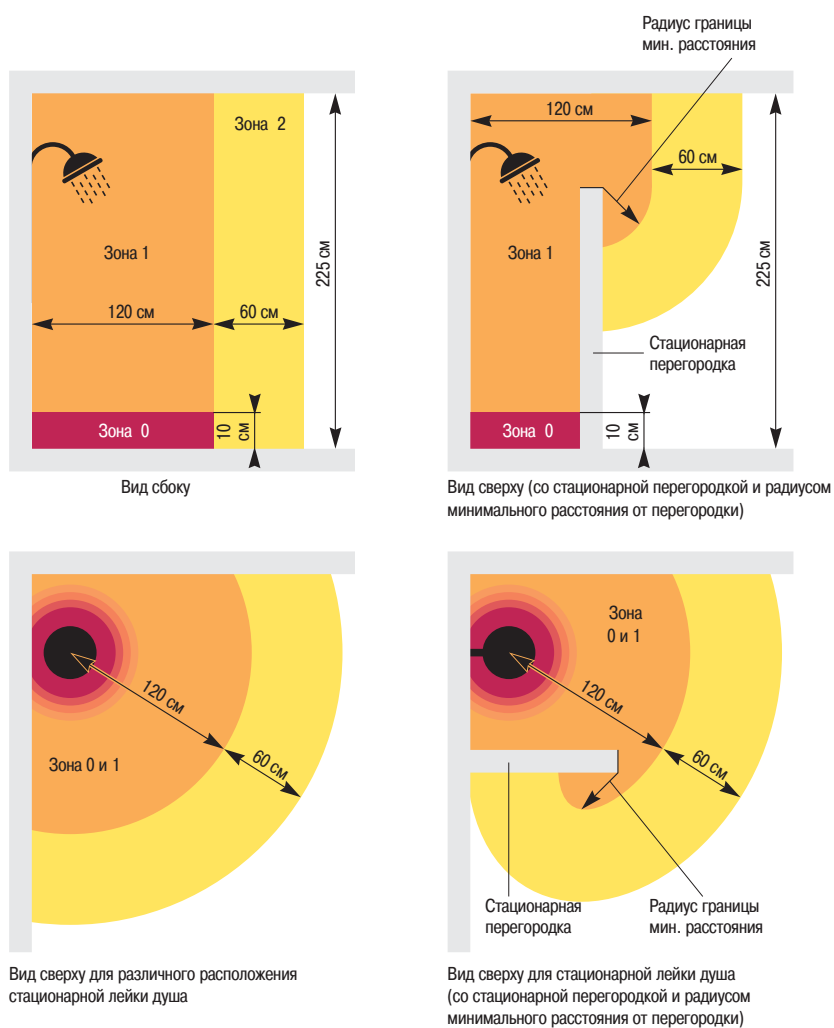 Зона 2
Зона 1
120 см
60 см
225 см
Зона 0
10 см
Вид сбоку
Радиус границы
мин. расстояния
120 см
60 см
Зона 1
225 см
Стационарная
перегородка
Зона 0
10 см
Вид сверху (со стационарной перегородкой и радиусом
минимального расстояния от перегородки)
120 см
60 см
Зона 0 и 1
Вид сверху для различного расположения
стационарной лейки душа
Зона
0 и 1
120 см
60 см
Стационарная
перегородка
Радиус границы
мин. расстояния
Вид сверху для стационарной лейки душа
(со стационарной перегородкой и радиусом
минимального расстояния от перегородки)